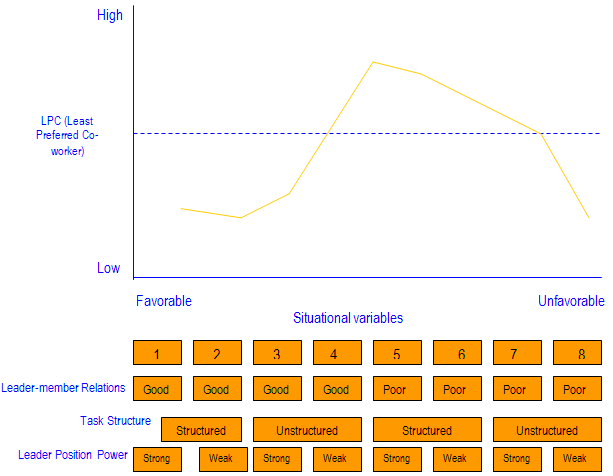 High
LPC (Least
Preferred Co-
worker)
Low
Favorable Unfavorable
Situational variables
1 2 3 4 5 6 7 8
Leader-member Relations Good Good Good Good Poor Poor Poor Poor
Task Structure Structured Unstructured Structured Unstructured
Leader Position Power Strong Weak Strong Weak Strong Weak Strong Weak